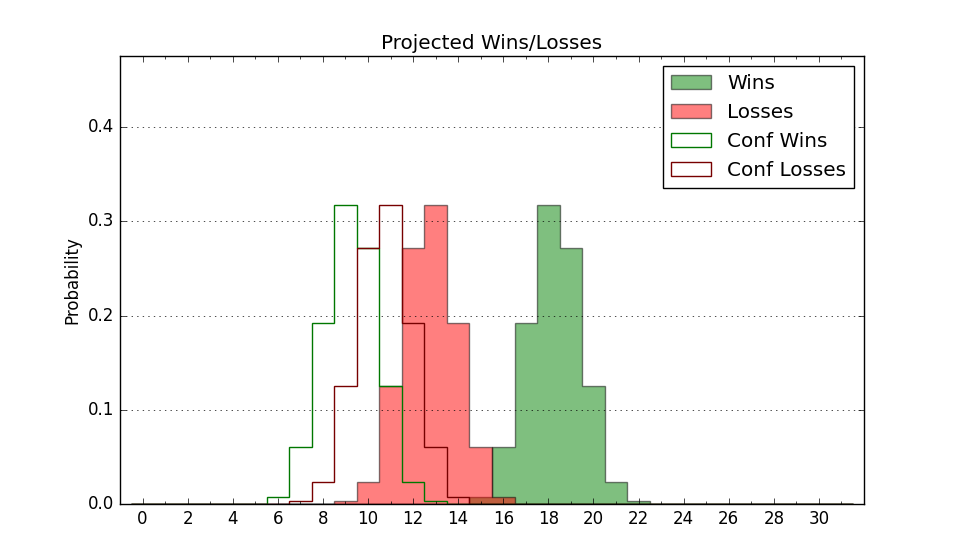 Projected Wins/Losses
Wins
Losses
Conf Wins
Conf Losses
Probability
0.4
0.3
0.2
0.1
0.0
0 2 4 6 8 10 12 14 16 18 20 22 24 26 28 30